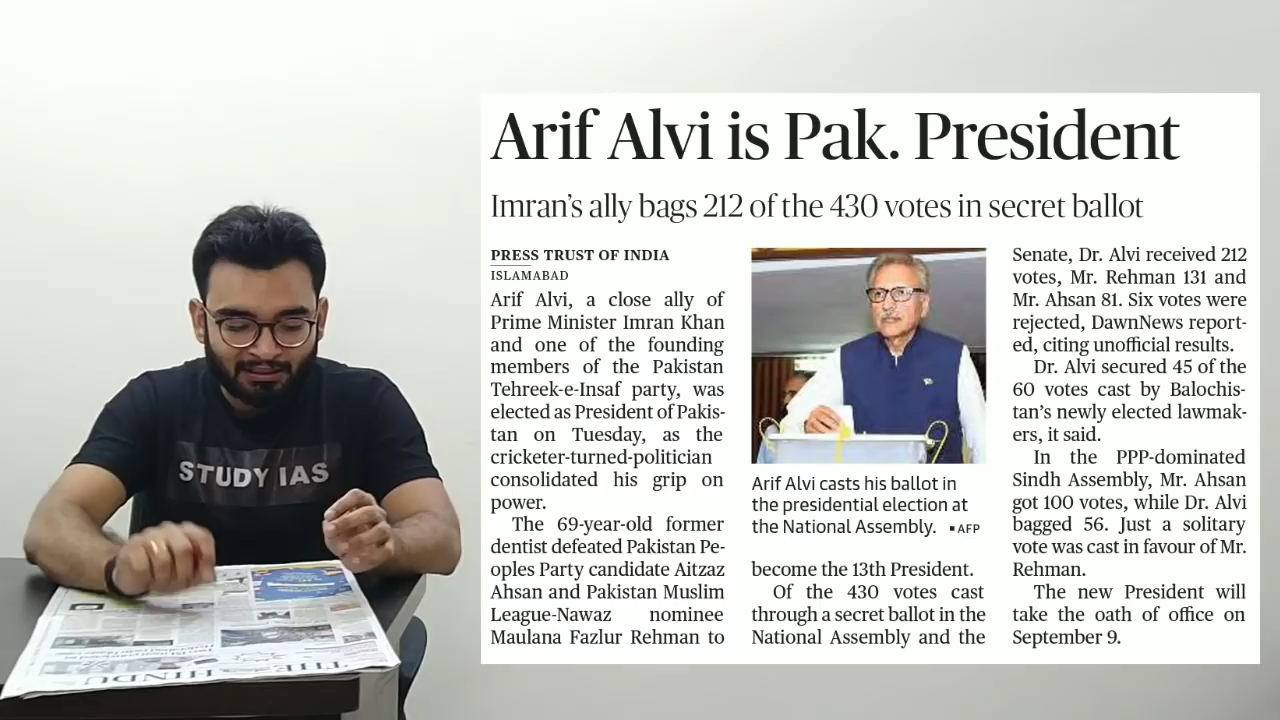 Arif Alvi is Pak. President
Imran's ally bags 212 of the 430 votes in secret ballot
PRESS TRUST OF INDIA
ISLAMABAD
Arif Alvi, a close ally of
Prime Minister Imran Khan
and one of the founding
members of the Pakistan
Tehreek-e-Insaf party, was
elected as President of Pakis-
tan on Tuesday, as the
cricketer-turned-politician
consolidated his grip on
power.
The 69-year-old former
dentist defeated Pakistan Pe-
oples Party candidate Aitzaz
Ahsan and Pakistan Muslim
League-Nawaz nominee
Maulana Fazlur Rehman to
Arif Alvi casts his ballot in
the presidential election at
the National Assembly. ▪AFP
become the 13th President.
Of the 430 votes cast
through a secret ballot in the
National Assembly and the
Senate, Dr. Alvi received 212
votes, Mr. Rehman 131 and
Mr. Ahsan 81. Six votes were
rejected, DawnNews report-
ed, citing unofficial results.
Dr. Alvi secured 45 of the
60 votes cast by Balochis-
tan's newly elected lawmak-
ers, it said.
In the PPP-dominated
Sindh Assembly, Mr. Ahsan
got 100 votes, while Dr. Alvi
bagged 56. Just a solitary
vote was cast in favour of Mr.
Rehman.
The new President will
take the oath of office on
September 9.
STUDY IAS
THE HINDU